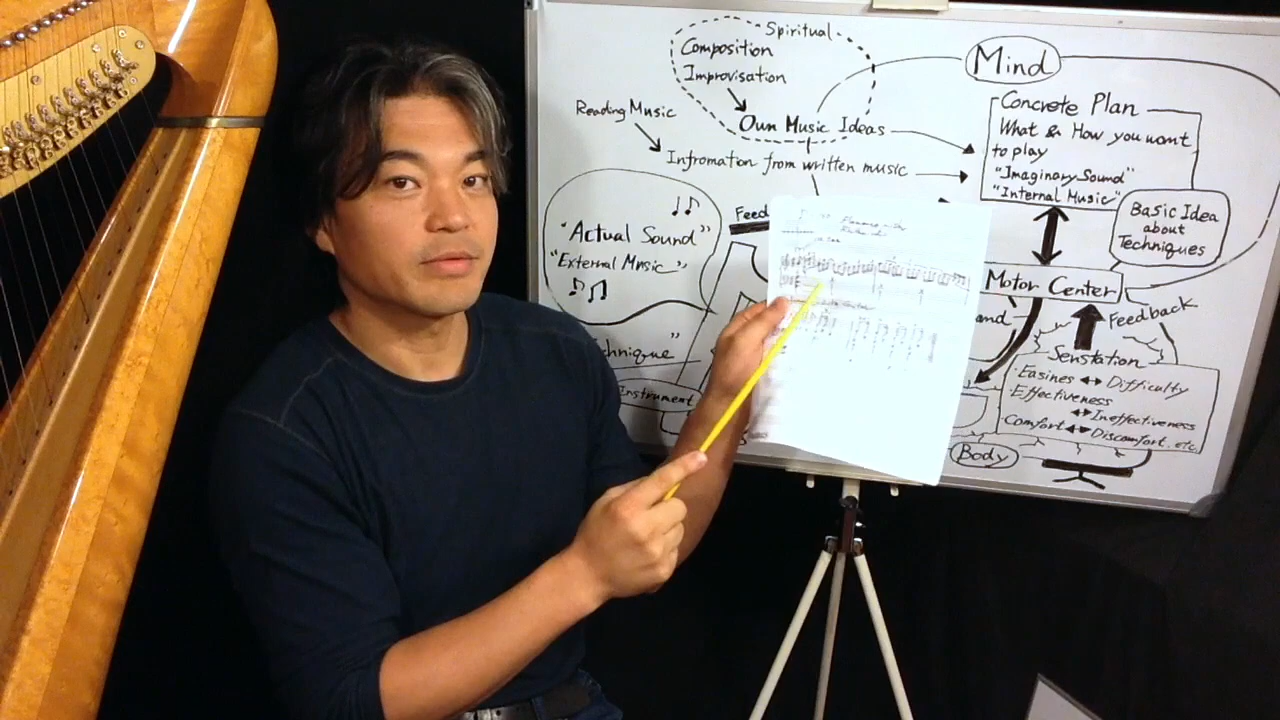 Spiritual
Composition
Improvisation
Own Music Ideas
Reading Music
Infromation from written music
Mind
Concrete Plan
What & How you want
to play
"Imaginary Sound"
"Internal Music"
Basic Idea
about
Techniques
Motor Center
Feedback
Senstation
・Easines ↔ Difficulty
・Effectiveness
↔ Ineffectiveness
Comfort ↔ Discomfort. etc.
Body
"Actual Sound"
"External Music"
Instrument